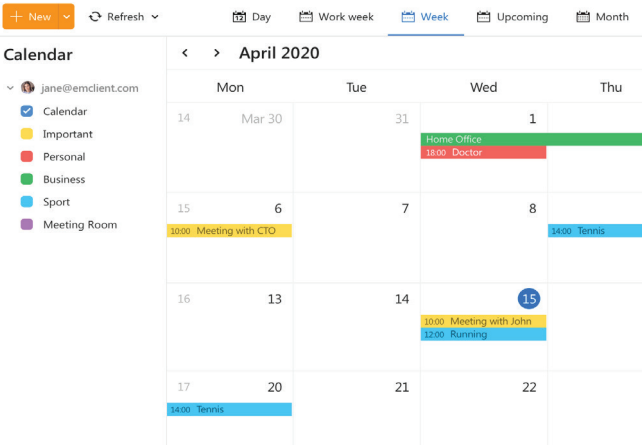 New
Refresh
Day
Work week
Week
Upcoming
Month
Calendar
April 2020
jane@emclient.com
Calendar
Important
Personal
Business
Sport
Meeting Room
Mon
Tue
Wed
Thu
14
Mar 30
31
1
Home Office
18:00 Doctor
15
6
7
8
10:00 Meeting with CTO
14:00 Tennis
16
13
14
15
10:00 Meeting with John
12:00 Running
17
20
21
22
14:00 Tennis